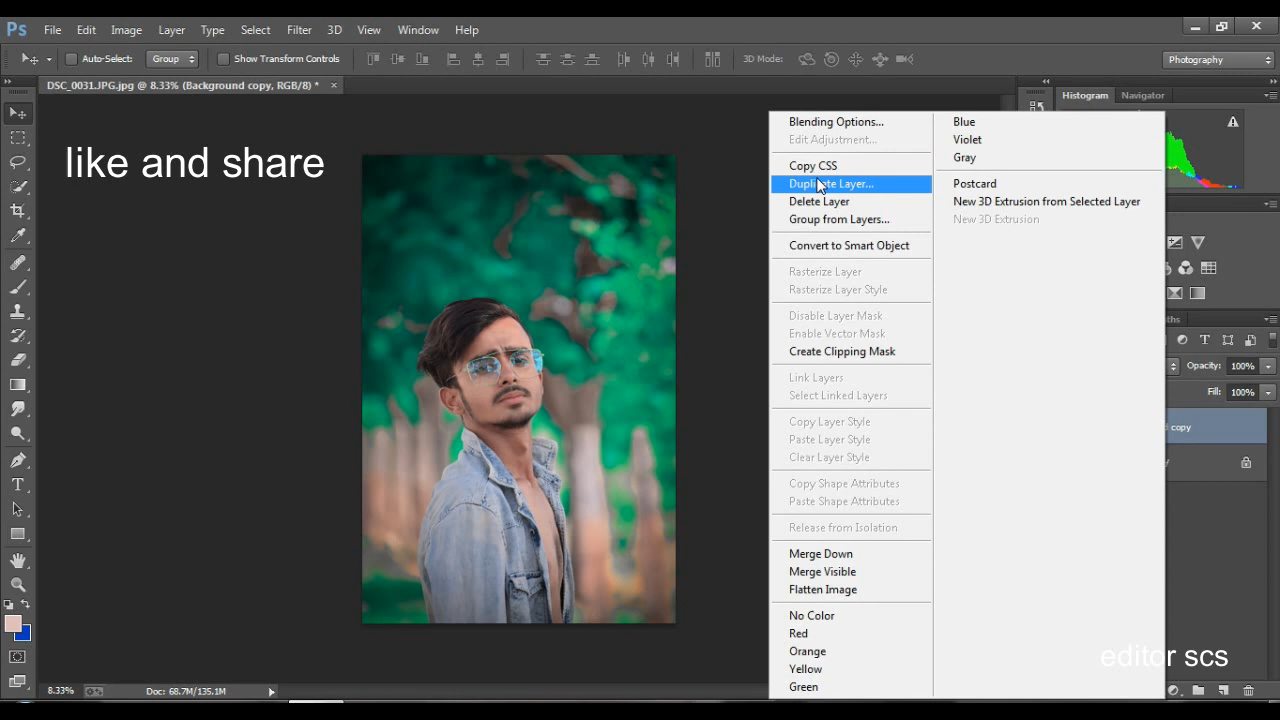 Ps File Edit Image Layer Type Select Filter 3D View Window Help
Auto-Select: Group Show Transform Controls 3D Mode: Photography
DSC_0031.JPG.jpg @ 8.33% (Background copy, RGB/8) * ×
Histogram Navigator
like and share
Blending Options...
Edit Adjustment...
Copy CSS
Duplicate Layer...
Delete Layer
Group from Layers...
Convert to Smart Object
Rasterize Layer
Rasterize Layer Style
Disable Layer Mask
Enable Vector Mask
Create Clipping Mask
Link Layers
Select Linked Layers
Copy Layer Style
Paste Layer Style
Clear Layer Style
Copy Shape Attributes
Paste Shape Attributes
Release from Isolation
Merge Down
Merge Visible
Flatten Image
No Color
Red
Orange
Yellow
Green
Blue
Violet
Gray
Postcard
New 3D Extrusion from Selected Layer
New 3D Extrusion
Opacity: 100%
Fill: 100%
copy
editor scs
8.33% Doc: 68.7M/135.1M